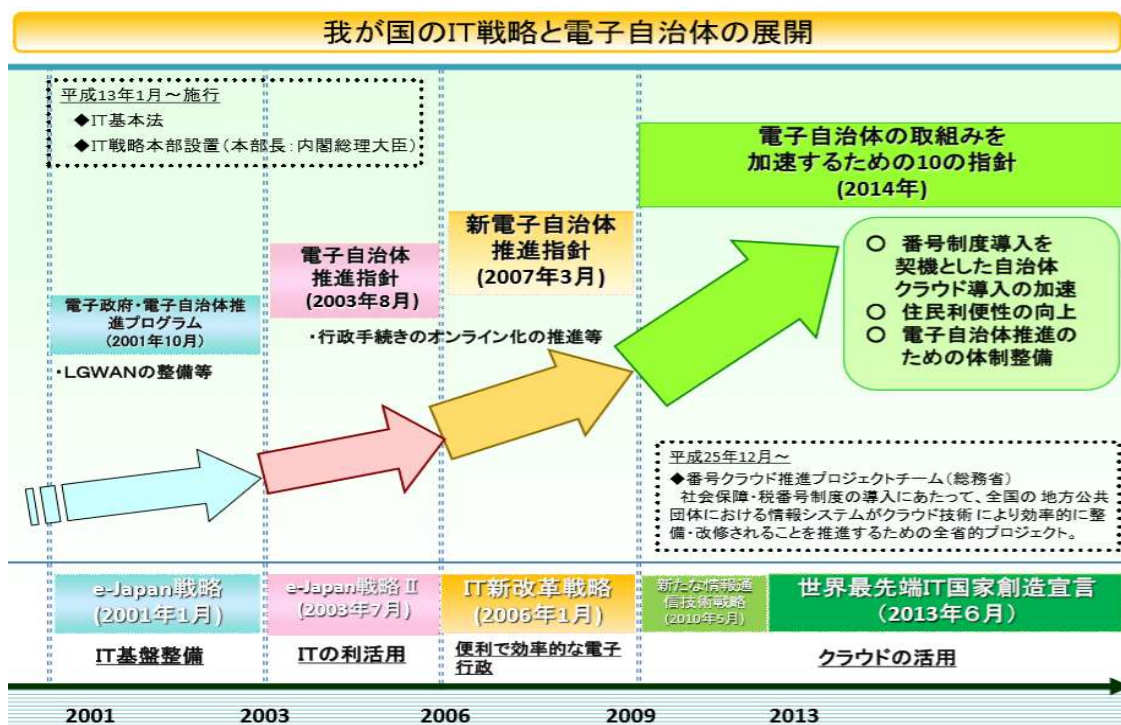 我が国のIT戦略と電子自治体の展開
平成13年1月～施行
◆IT基本法
◆IT戦略本部設置(本部長:内閣総理大臣)
電子自治体の取組みを
加速するための10の指針
(2014年)
新電子自治体
推進指針
(2007年3月)
電子自治体
推進指針
(2003年8月)
電子政府・電子自治体推
進プログラム
(2001年10月)
○ 番号制度導入を
契機とした自治体
クラウド導入の加速
○ 住民利便性の向上
○ 電子自治体推進の
ための体制整備
・行政手続きのオンライン化の推進等
・LGWANの整備等
平成25年12月～
◆番号クラウド推進プロジェクトチーム(総務省)
社会保障・税番号制度の導入にあたって、全国の 地方公共
団体における情報システムがクラウド技術 により効率的に整
備・改修されることを推進するための全省的プロジェクト。
e-Japan戦略
(2001年1月)
e-Japan戦略Ⅱ
(2003年7月)
IT新改革戦略
(2006年1月)
新たな情報通
信技術戦略
(2010年5月)
世界最先端IT国家創造宣言
(2013年6月)
IT基盤整備
ITの利活用
便利で効率的な電子
行政
クラウドの活用
2001
2003
2006
2009
2013